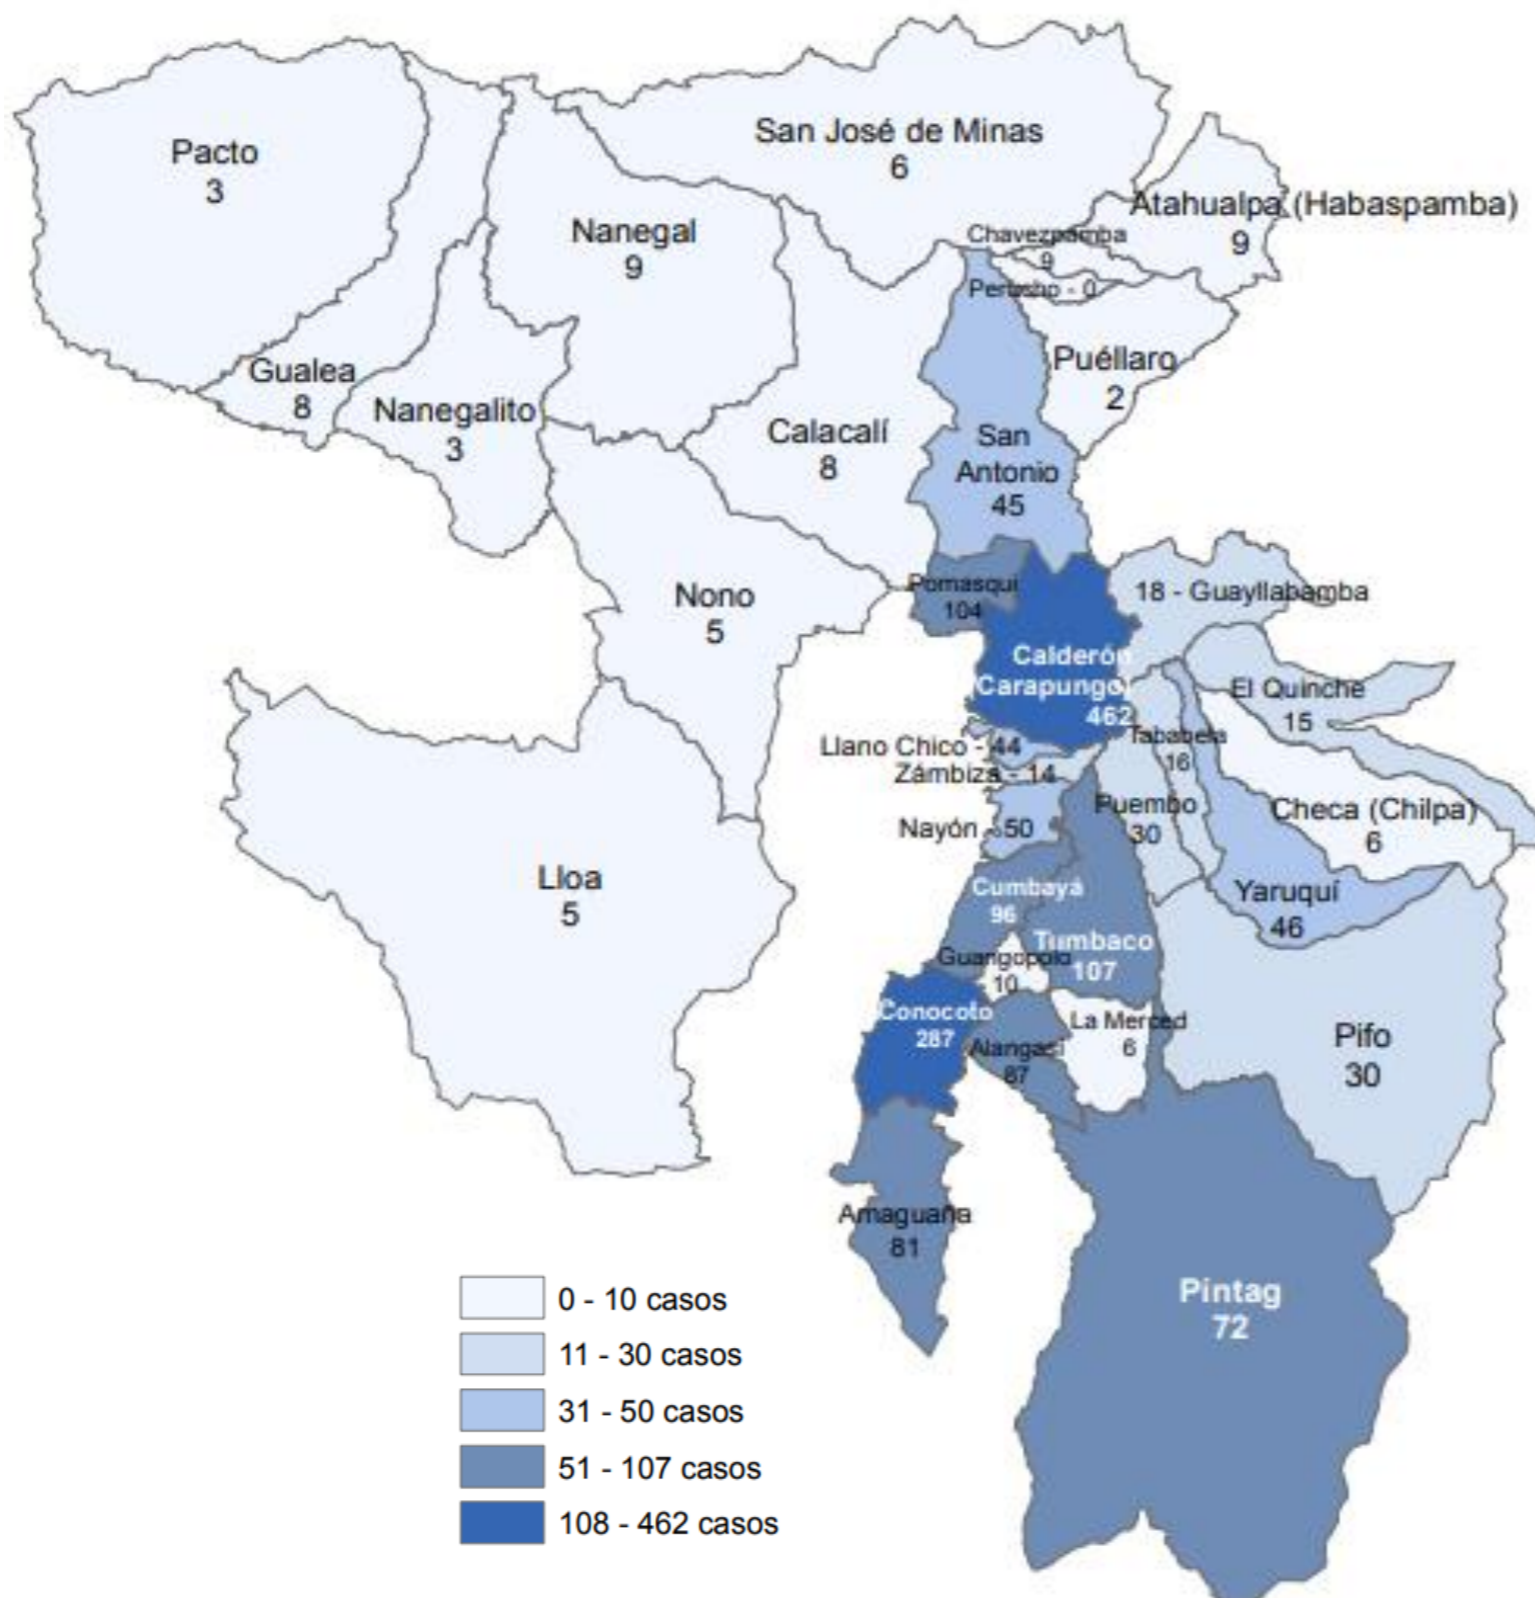 San José de Minas
6
Pacto
3
Atahualpa (Habaspamba)
9
Nanegal
9
Chavezpamba
9
Perucho - 0
Puéllaro
2
Gualea
8
Nanegalito
3
Calacalí
8
San
Antonio
45
Pomasqui
104
18 - Guayllabamba
Nono
5
Calderón
(Carapungo)
462
El Quinche
15
Llano Chico - 44
Tababela
16
Zámbiza - 14
Puembo
30
Checa (Chilpa)
6
Nayón - 50
Lloa
5
Cumbayá
96
Yaruquí
46
Tumbaco
107
Guangopolo
10
Conocoto
287
La Merced
6
Alangasí
Pifo
30
Amaguaña
81
Pintag
72
0 - 10 casos
11 - 30 casos
31 - 50 casos
51 - 107 casos
108 - 462 casos